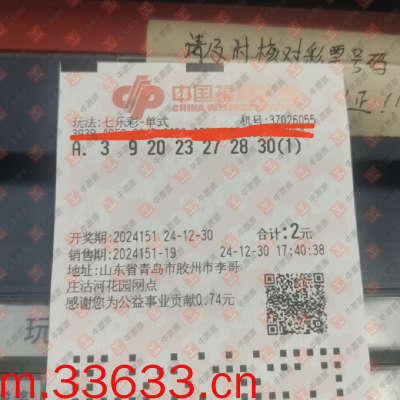 请及时核对彩票号码
证!!
中国福
CHINA WE
玩法:七乐彩-单式 机号:37026055
A. 3 9 20 23 27 28 30(1)
开奖期:2024151 24-12-30 合计:2元
销售期:2024151-19 24-12-30 17:40:38
地址:山东省青岛市胶州市李哥
庄沽河花园网点
感谢您为公益事业贡献0.74元
玩
m.33633.cn